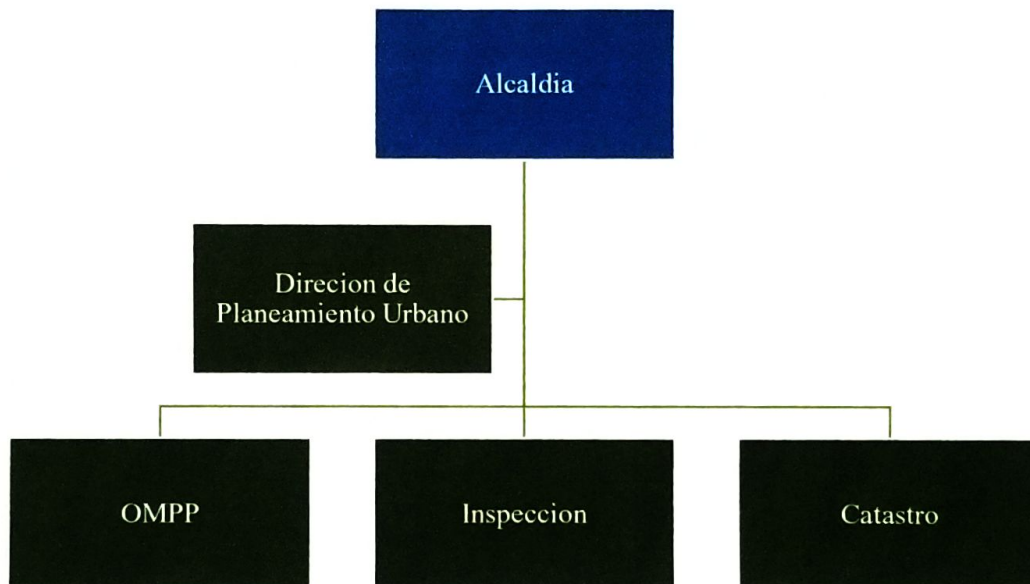 Alcaldia
Direcion de
Planeamiento Urbano
OMPP
Inspeccion
Catastro